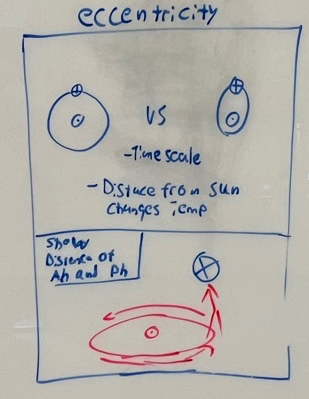 eccentricity
VS
-Time scale
- Distace from sun
changes Temp
show
Distence of
Ah and Ph